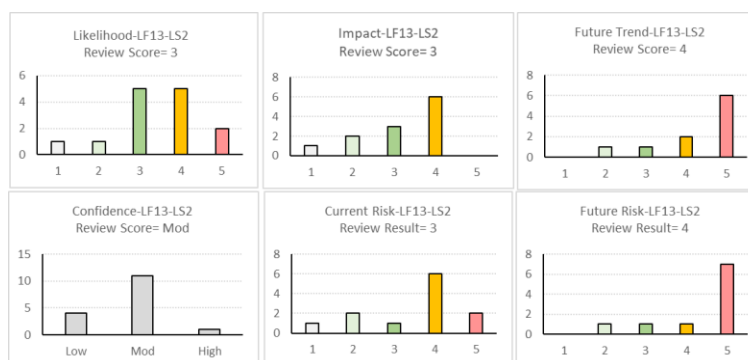 Likelihood-LF13-LS2
Review Score= 3
6
4
2
0
1 2 3 4 5
Impact-LF13-LS2
Review Score= 3
8
6
4
2
0
1 2 3 4 5
Future Trend-LF13-LS2
Review Score= 4
8
6
4
2
0
1 2 3 4 5
Confidence-LF13-LS2
Review Score= Mod
15
10
5
0
Low Mod High
Current Risk-LF13-LS2
Review Result= 3
8
6
4
2
0
1 2 3 4 5
Future Risk-LF13-LS2
Review Result= 4
8
6
4
2
0
1 2 3 4 5